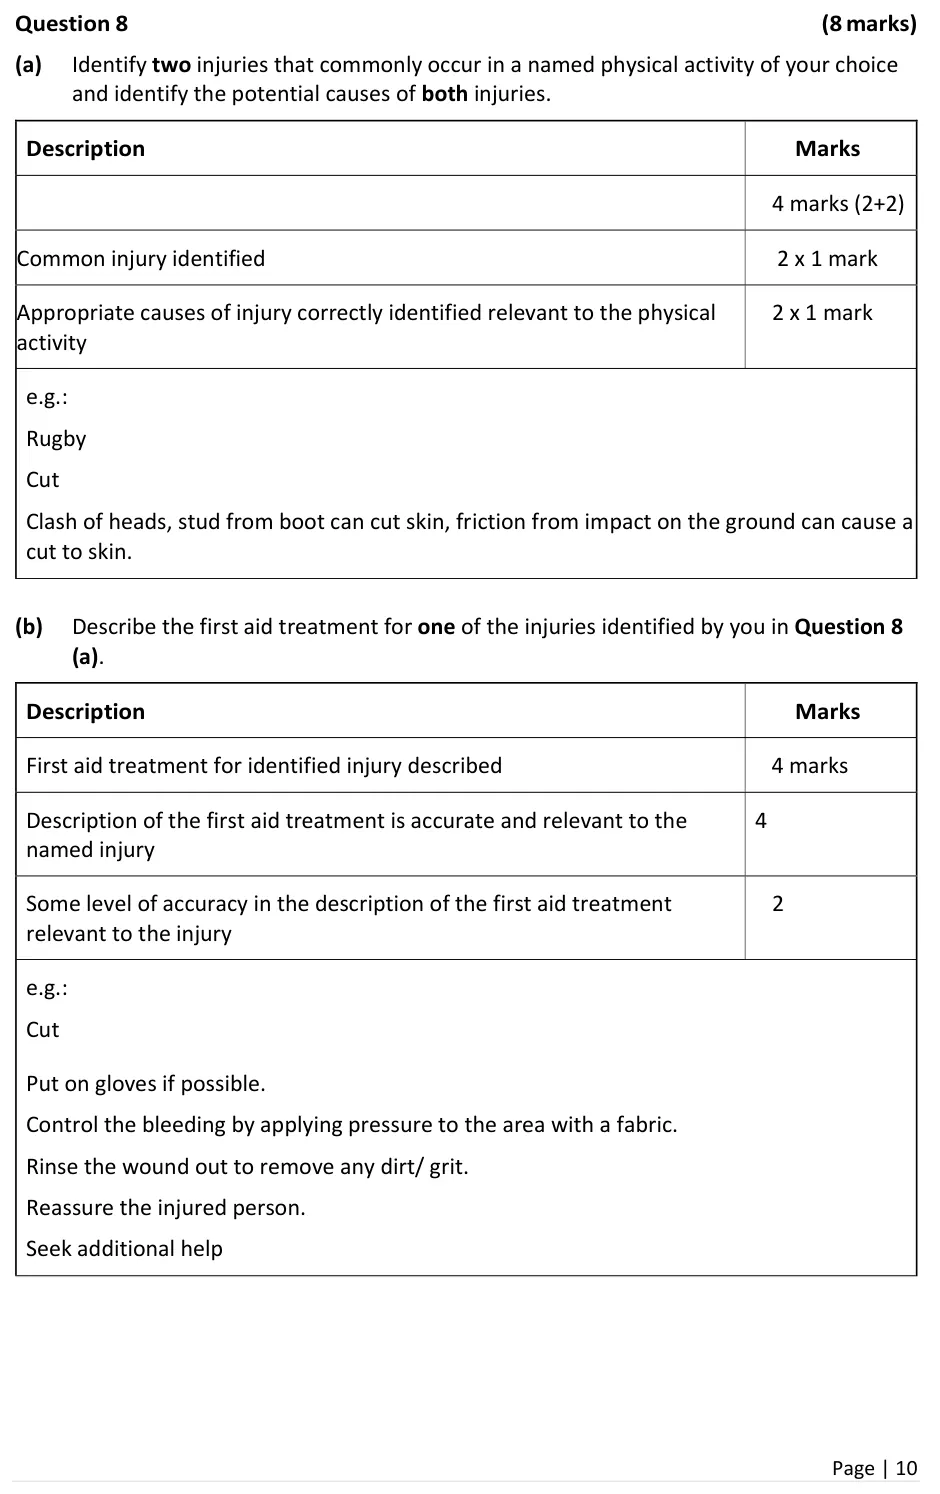 Question 8 (8 marks)
(a) Identify two injuries that commonly occur in a named physical activity of your choice
and identify the potential causes of both injuries.
Description Marks
4 marks (2+2)
Common injury identified 2 x 1 mark
Appropriate causes of injury correctly identified relevant to the physical 2 x 1 mark
activity
e.g.:
Rugby
Cut
Clash of heads, stud from boot can cut skin, friction from impact on the ground can cause a
cut to skin.
(b) Describe the first aid treatment for one of the injuries identified by you in Question 8
(a).
Description Marks
First aid treatment for identified injury described 4 marks
Description of the first aid treatment is accurate and relevant to the 4
named injury
Some level of accuracy in the description of the first aid treatment 2
relevant to the injury
e.g.:
Cut
Put on gloves if possible.
Control the bleeding by applying pressure to the area with a fabric.
Rinse the wound out to remove any dirt/ grit.
Reassure the injured person.
Seek additional help
Page | 10